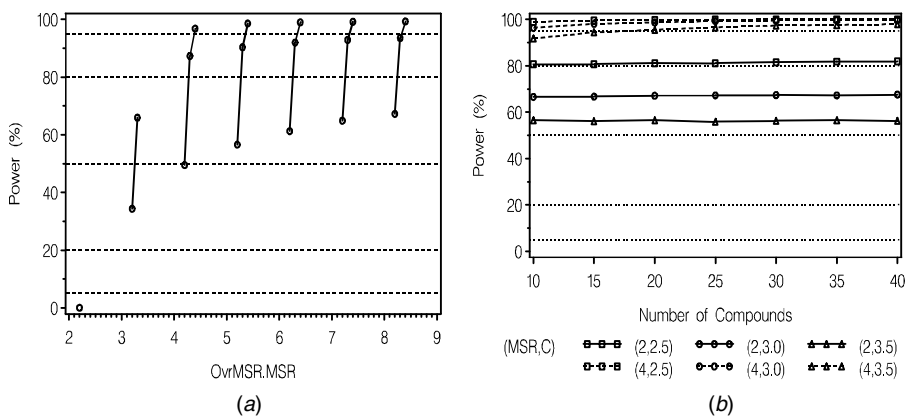 100
80
60
40
20
0
Power (%)
2 3 4 5 6 7 8 9
OvrMSR.MSR
(a)
100
80
60
40
20
0
Power (%)
10 15 20 25 30 35 40
Number of Compounds
(MSR,C) (2,2.5) (2,3.0) (2,3.5)
(4,2.5) (4,3.0) (4,3.5)
(b)